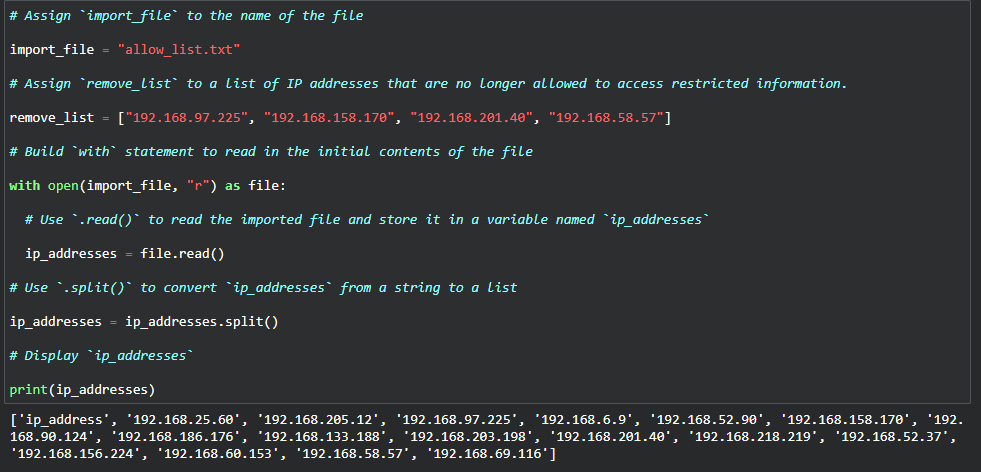 # Assign `import_file` to the name of the file
import_file = "allow_list.txt"
# Assign `remove_list` to a list of IP addresses that are no longer allowed to access restricted information.
remove_list = ["192.168.97.225", "192.168.158.170", "192.168.201.40", "192.168.58.57"]
# Build `with` statement to read in the initial contents of the file
with open(import_file, "r") as file:
  # Use `.read()` to read the imported file and store it in a variable named `ip_addresses`
  ip_addresses = file.read()
# Use `.split()` to convert `ip_addresses` from a string to a list
ip_addresses = ip_addresses.split()
# Display `ip_addresses`
print(ip_addresses)
['ip_address', '192.168.25.60', '192.168.205.12', '192.168.97.225', '192.168.6.9', '192.168.52.90', '192.168.158.170', '192.
168.90.124', '192.168.186.176', '192.168.133.188', '192.168.203.198', '192.168.201.40', '192.168.218.219', '192.168.52.37',
'192.168.156.224', '192.168.60.153', '192.168.58.57', '192.168.69.116']